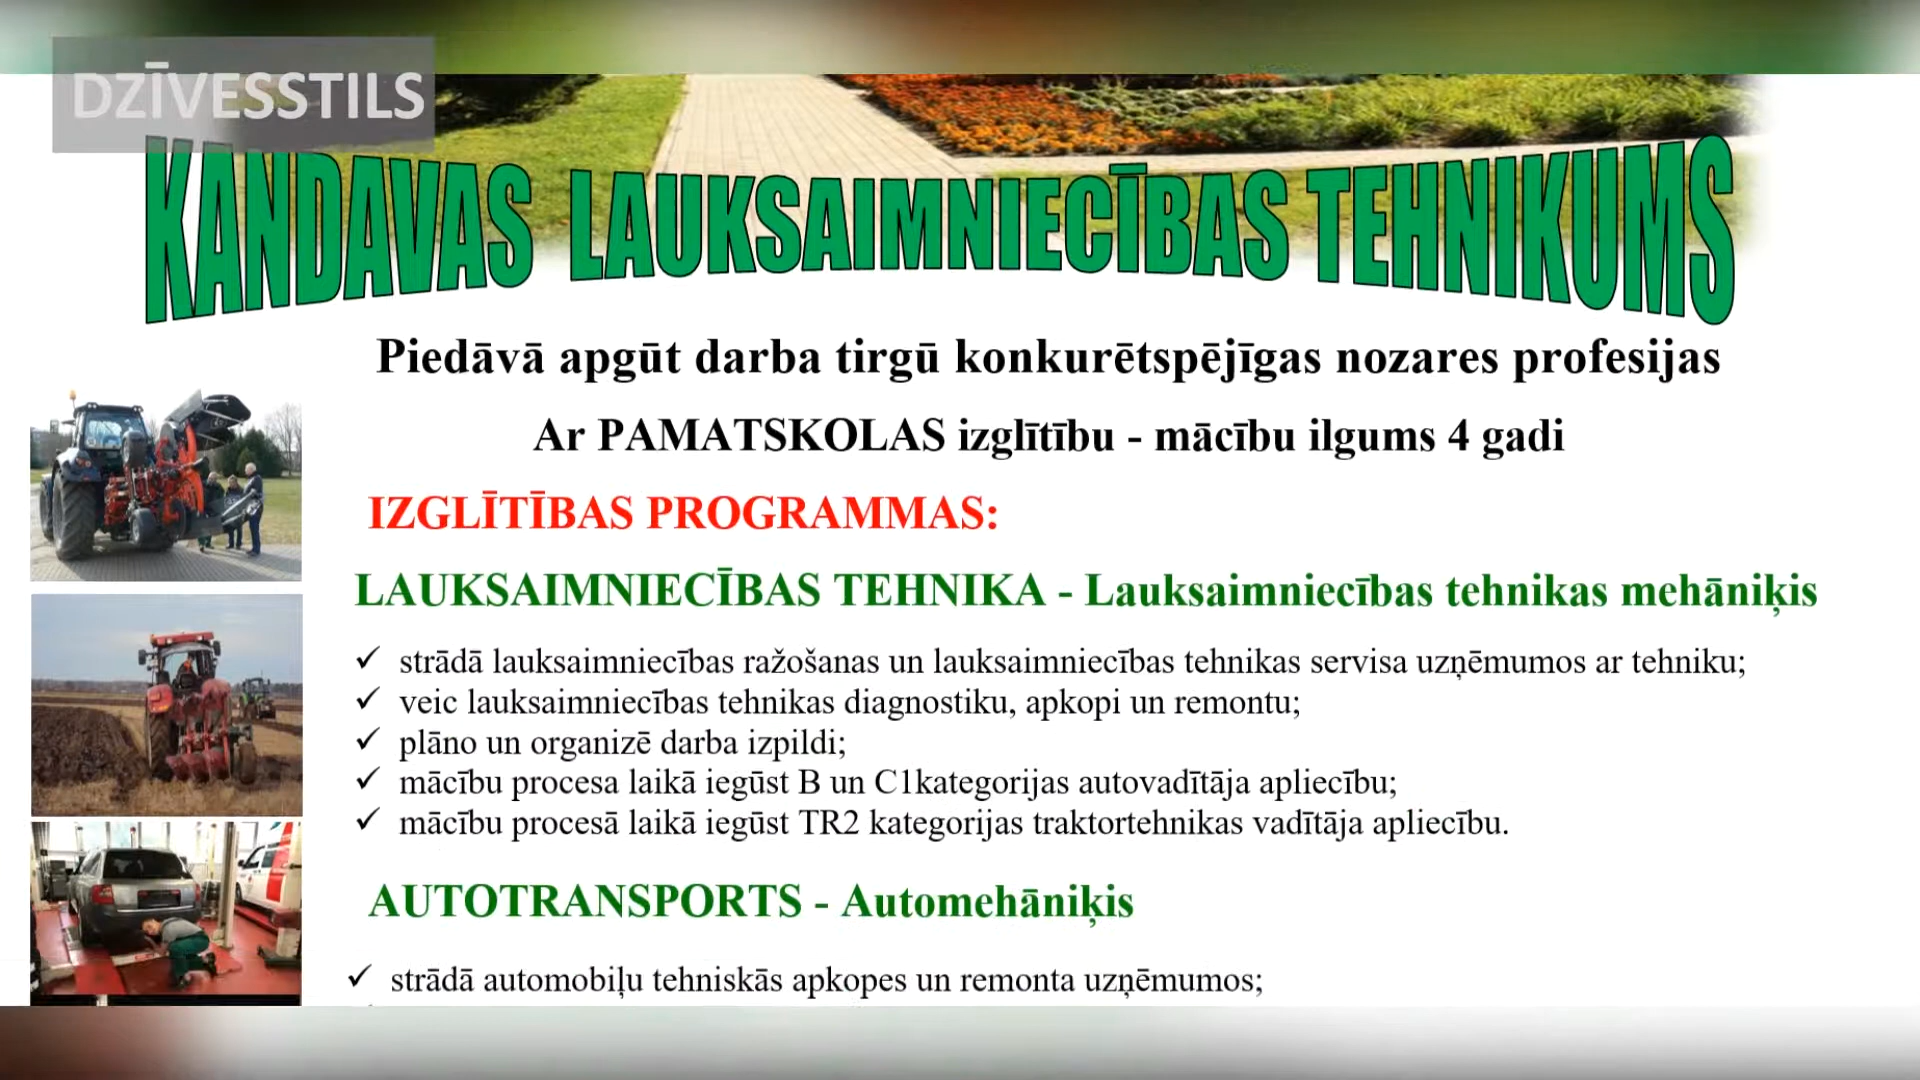 DZĪVESSTILS
KANDAVAS LAUKSAIMNIECĪBAS TEHNIKUMS
Piedāvā apgūt darba tirgū konkurētspējīgas nozares profesijas
Ar PAMATSKOLAS izglītību - mācību ilgums 4 gadi
IZGLĪTĪBAS PROGRAMMAS:
LAUKSAIMNIECĪBAS TEHNIKA - Lauksaimniecības tehnikas mehāniķis
✓ strādā lauksaimniecības ražošanas un lauksaimniecības tehnikas servisa uzņēmumos ar tehniku;
✓ veic lauksaimniecības tehnikas diagnostiku, apkopi un remontu;
✓ plāno un organizē darba izpildi;
✓ mācību procesa laikā iegūst B un C1kategorijas autovadītāja apliecību;
✓ mācību procesā laikā iegūst TR2 kategorijas traktortehnikas vadītāja apliecību.
AUTOTRANSPORTS - Automehāniķis
✓ strādā automobiļu tehniskās apkopes un remonta uzņēmumos;